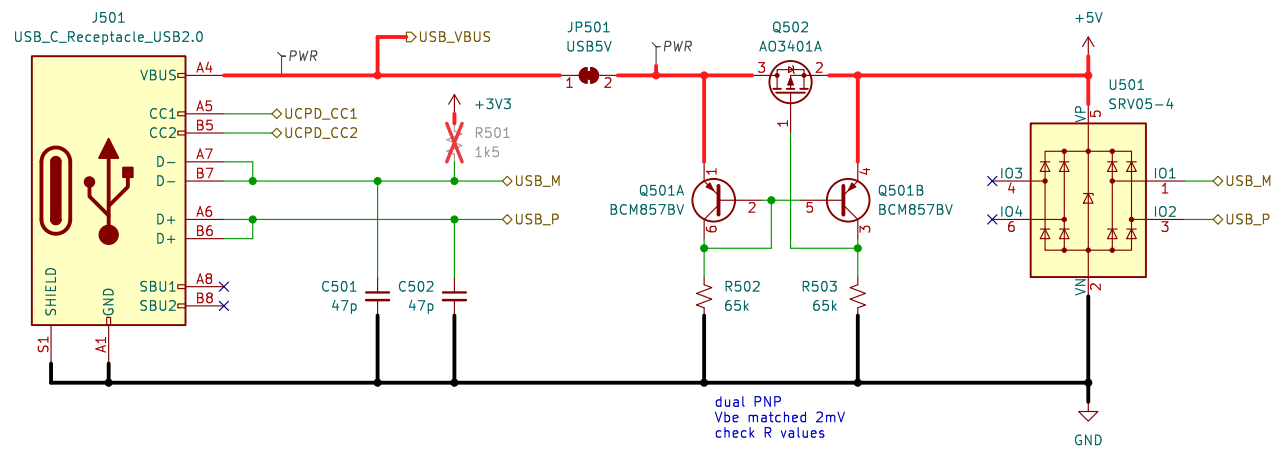 J501
USB_C_Receptacle_USB2.0
VBUS
A4
CC1
A5
CC2
B5
D-
A7
D-
B7
D+
A6
D+
B6
SBU1
A8
SBU2
B8
SHIELD
GND
S1
A1
PWR
USB_VBUS
UCPD_CC1
UCPD_CC2
+3V3
R501
1k5
USB_M
USB_P
C501
47p
C502
47p
JP501
USB5V
1
2
PWR
Q502
AO3401A
3
2
1
Q501A
BCM857BV
1
2
6
Q501B
BCM857BV
4
5
3
R502
65k
R503
65k
dual PNP
Vbe matched 2mV
check R values
+5V
U501
SRV05-4
VP
5
IO3
4
IO4
6
IO1
1
IO2
3
VN
2
USB_M
USB_P
GND